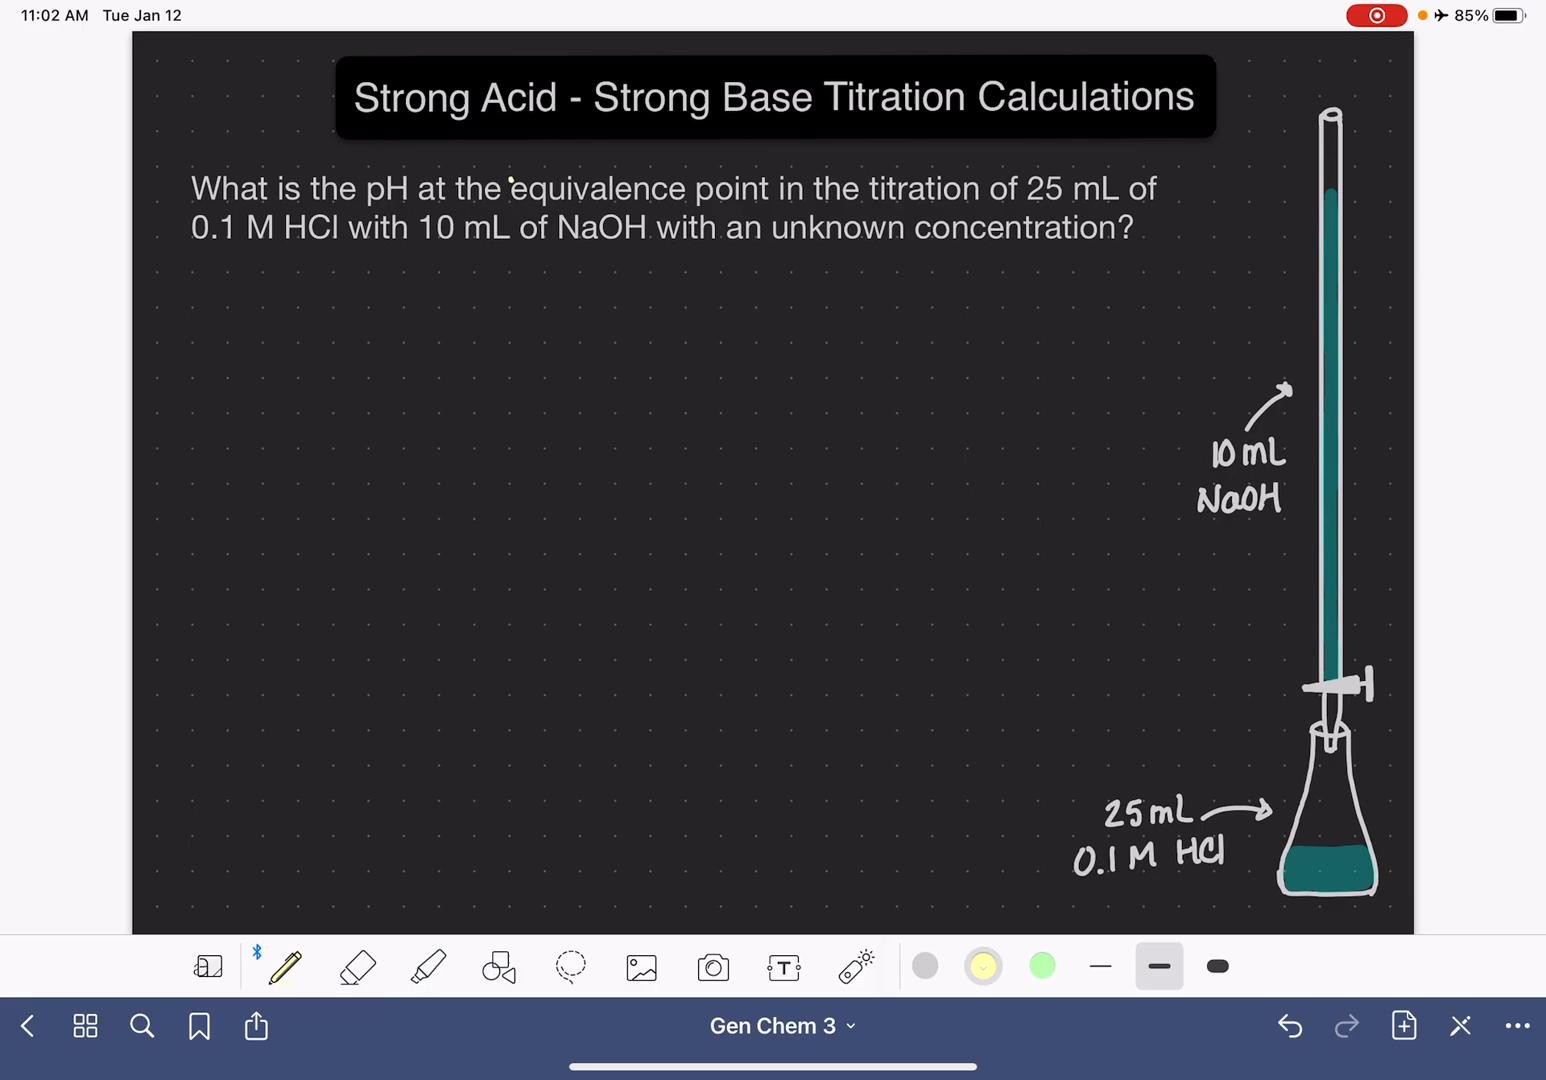 11:02 AM Tue Jan 12
85%
Strong Acid - Strong Base Titration Calculations
What is the pH at the equivalence point in the titration of 25 mL of
0.1 M HCl with 10 mL of NaOH with an unknown concentration?
10 mL
NaOH
25 mL
0.1 M HCl
T
Gen Chem 3